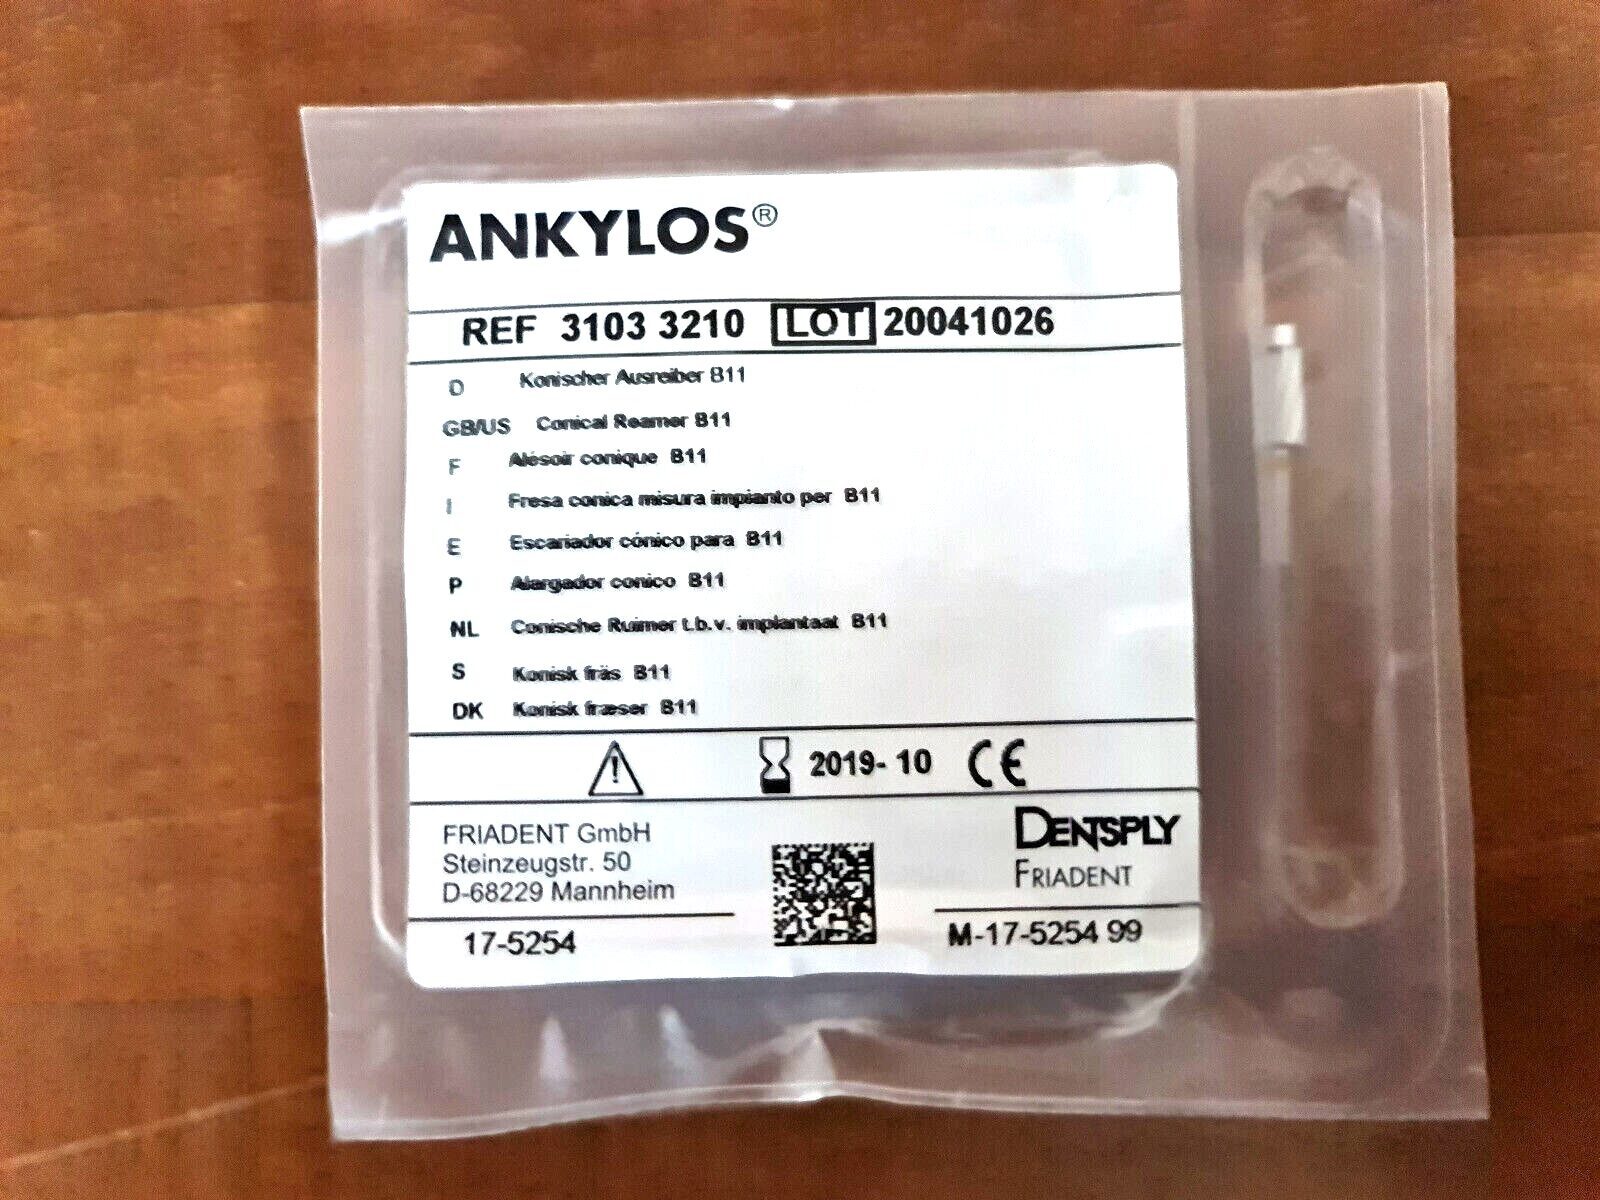 ANKYLOS®
REF 3103 3210 LOT 20041026
D Konischer Ausreiber B11
GB/US Conical Reamer B11
F Alésoir conique B11
I Fresa conica misura impianto per B11
E Escariador cónico para B11
P Alargador conico B11
NL Conische Ruimer t.b.v. implantaat B11
S Konisk fräs B11
DK Konisk fræser B11
2019-10 CE
FRIADENT GmbH
Steinzeugstr. 50
D-68229 Mannheim
DENTSPLY
FRIADENT
17-5254
M-17-5254 99